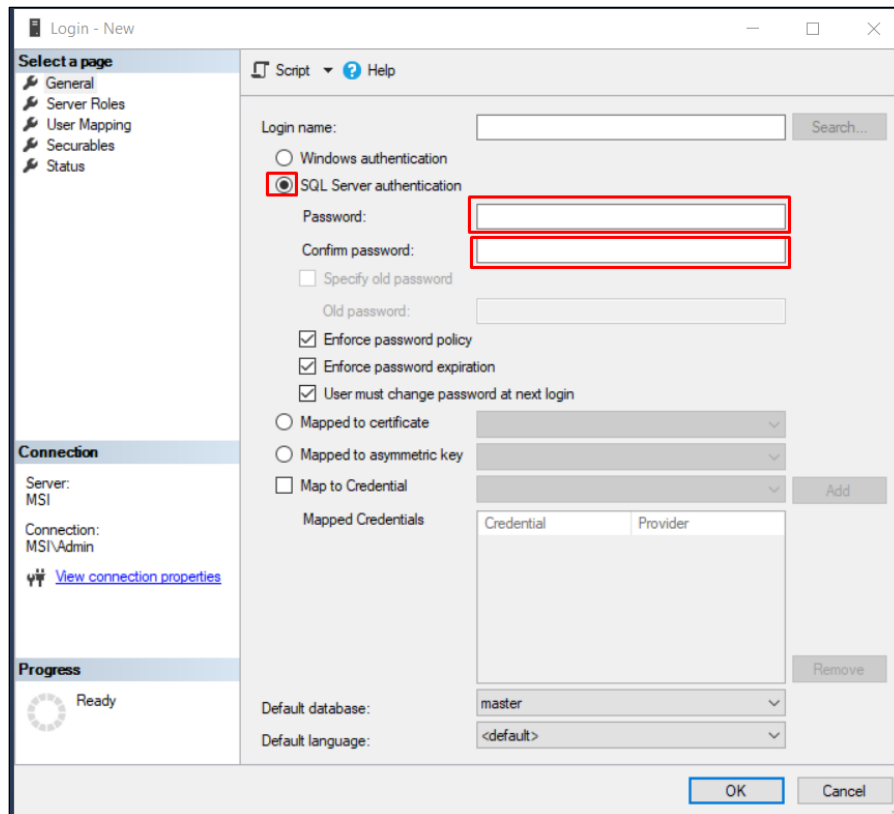 Login - New
Select a page
General
Server Roles
User Mapping
Securables
Status
Script Help
Login name:
Search...
Windows authentication
SQL Server authentication
Password:
Confirm password:
Specify old password
Old password:
Enforce password policy
Enforce password expiration
User must change password at next login
Mapped to certificate
Mapped to asymmetric key
Map to Credential
Add
Mapped Credentials
Credential Provider
Remove
Default database: master
Default language: <default>
Connection
Server:
MSI
Connection:
MSI\Admin
View connection properties
Progress
Ready
OK Cancel